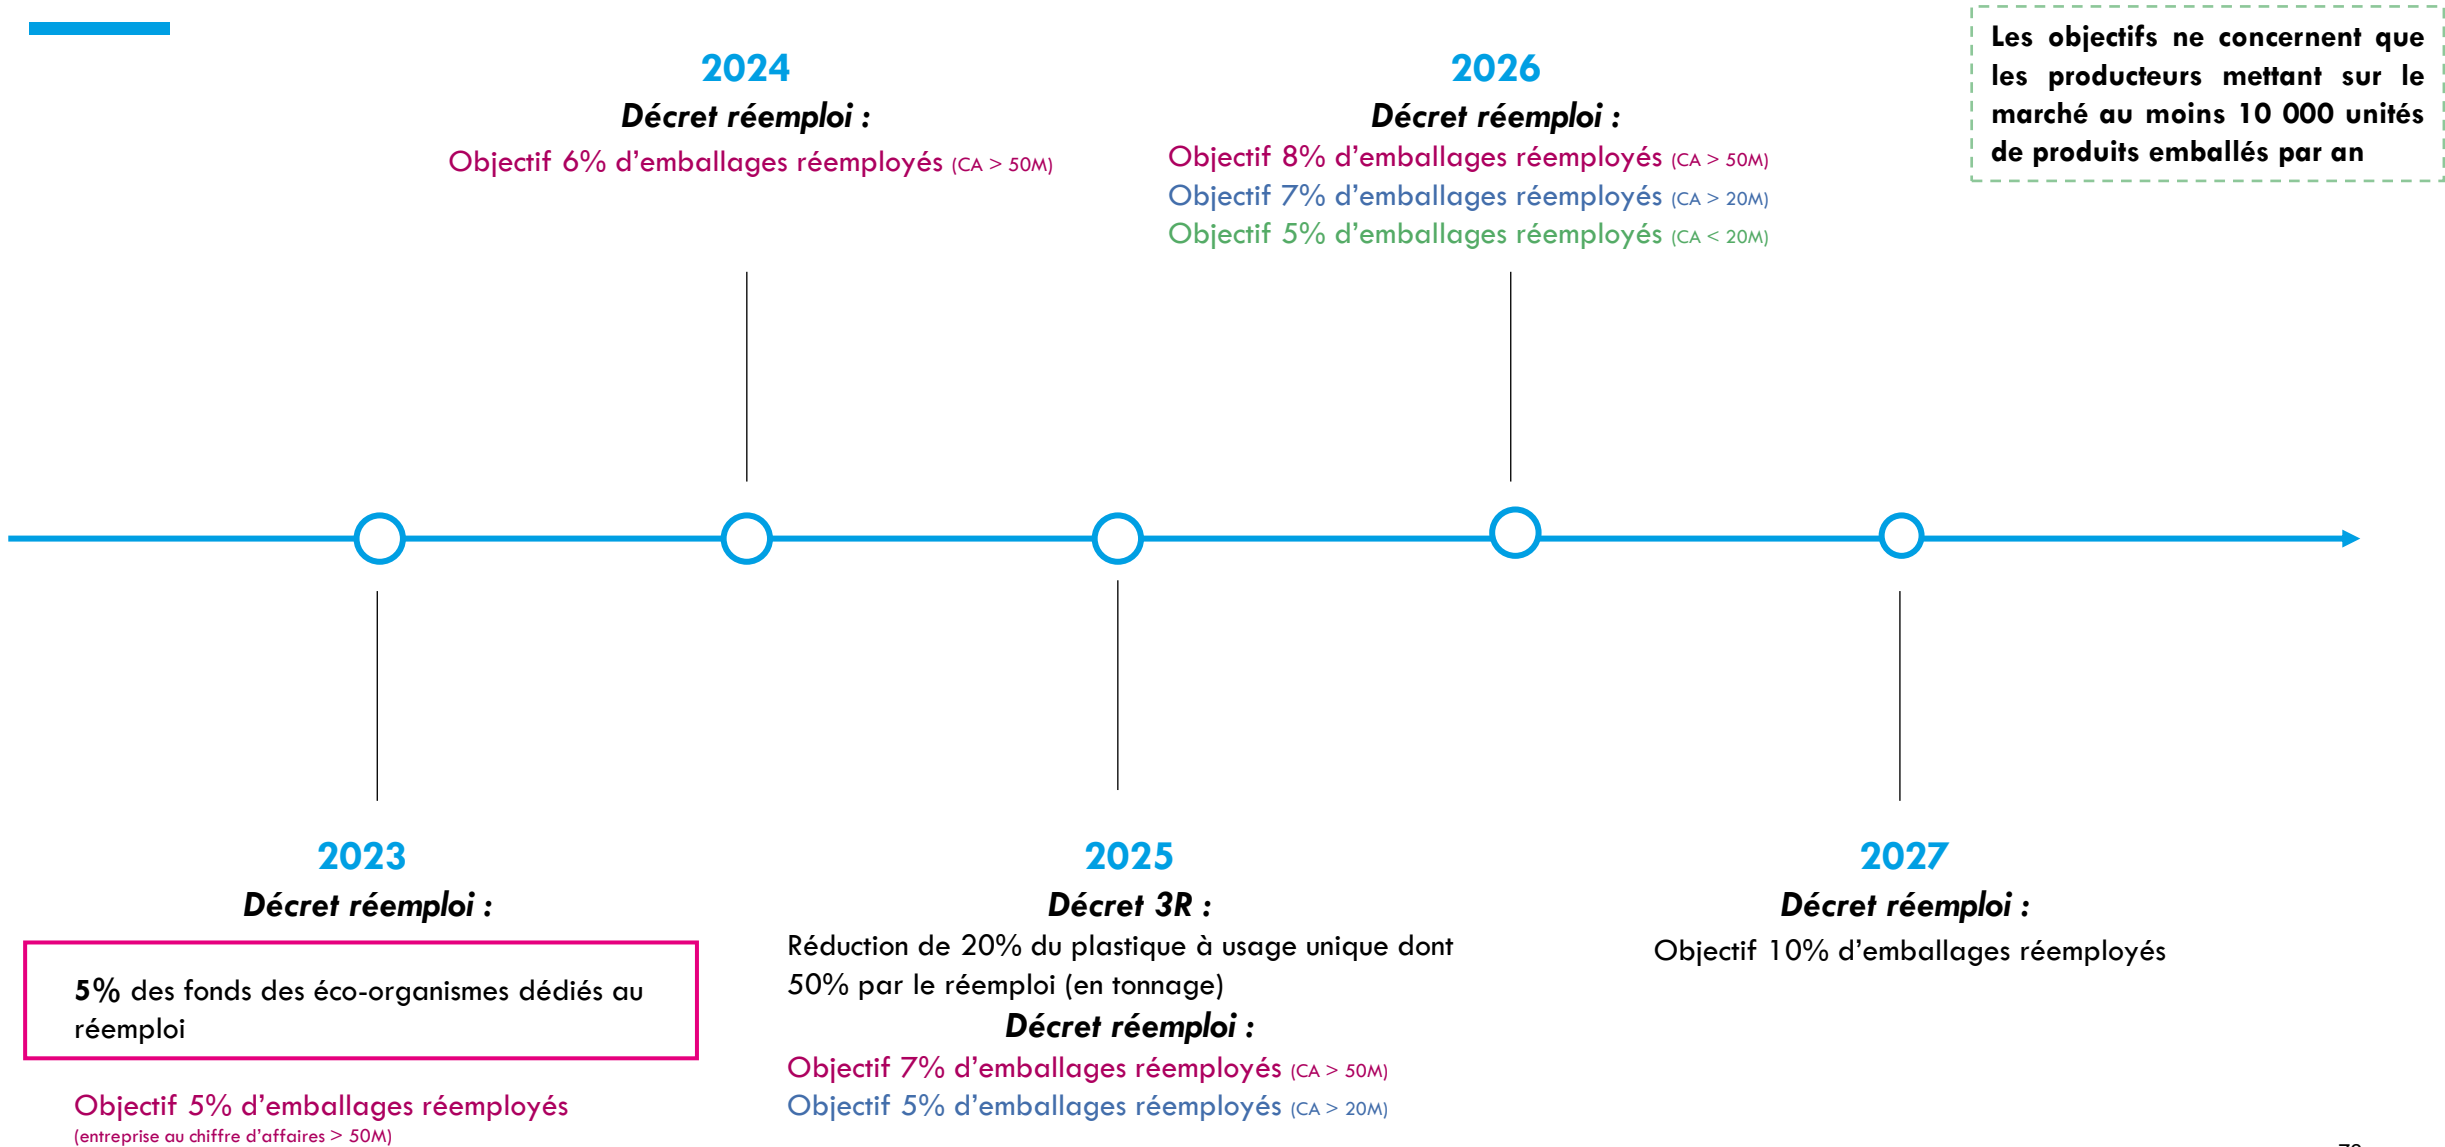 2024
Décret réemploi :
Objectif 6% d'emballages réemployés (CA > 50M)
2026
Décret réemploi :
Objectif 8% d'emballages réemployés (CA > 50M)
Objectif 7% d'emballages réemployés (CA > 20M)
Objectif 5% d'emballages réemployés (CA < 20M)
Les objectifs ne concernent que
les producteurs mettant sur le
marché au moins 10 000 unités
de produits emballés par an
2023
Décret réemploi :
5% des fonds des éco-organismes dédiés au
réemploi
Objectif 5% d'emballages réemployés
(entreprise au chiffre d'affaires > 50M)
2025
Décret 3R :
Réduction de 20% du plastique à usage unique dont
50% par le réemploi (en tonnage)
Décret réemploi :
Objectif 7% d'emballages réemployés (CA > 50M)
Objectif 5% d'emballages réemployés (CA > 20M)
2027
Décret réemploi :
Objectif 10% d'emballages réemployés